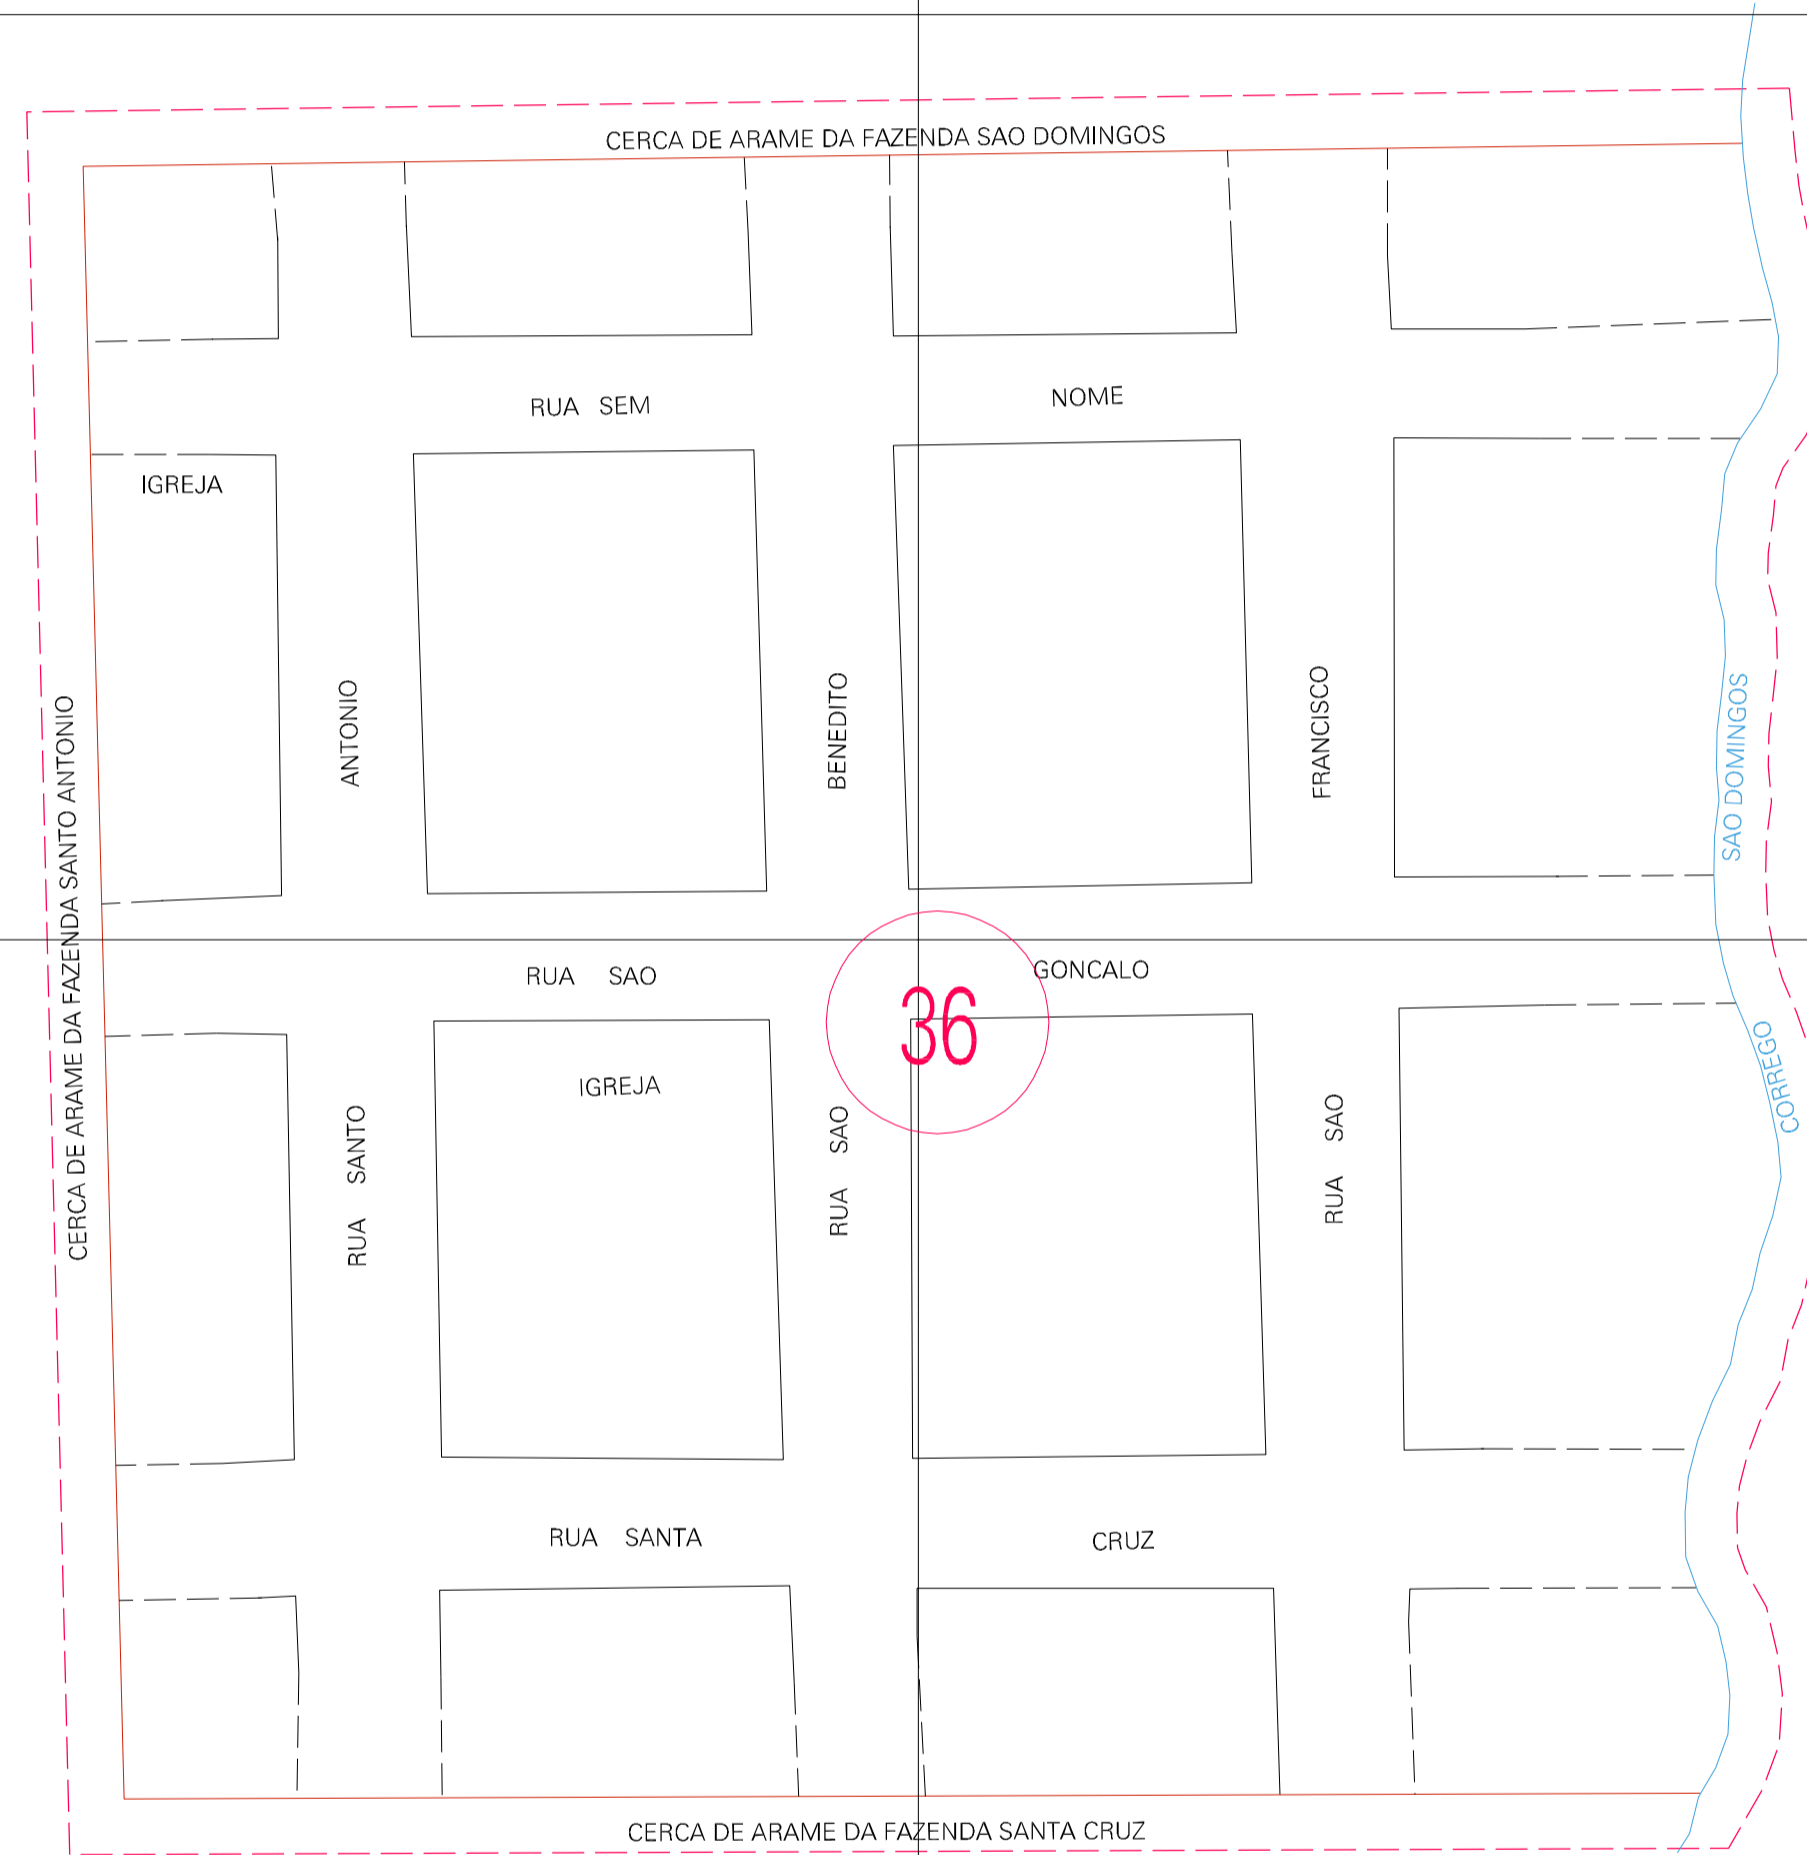 CERCA DE ARAME DA FAZENDA SAO DOMINGOS
RUA SEM NOME
IGREJA
CERCA DE ARAME DA FAZENDA SANTO ANTONIO
RUA SANTO ANTONIO
RUA SAO BENEDITO
RUA SAO FRANCISCO
CORREGO SAO DOMINGOS
RUA SAO GONCALO
36
IGREJA
RUA SANTA CRUZ
CERCA DE ARAME DA FAZENDA SANTA CRUZ